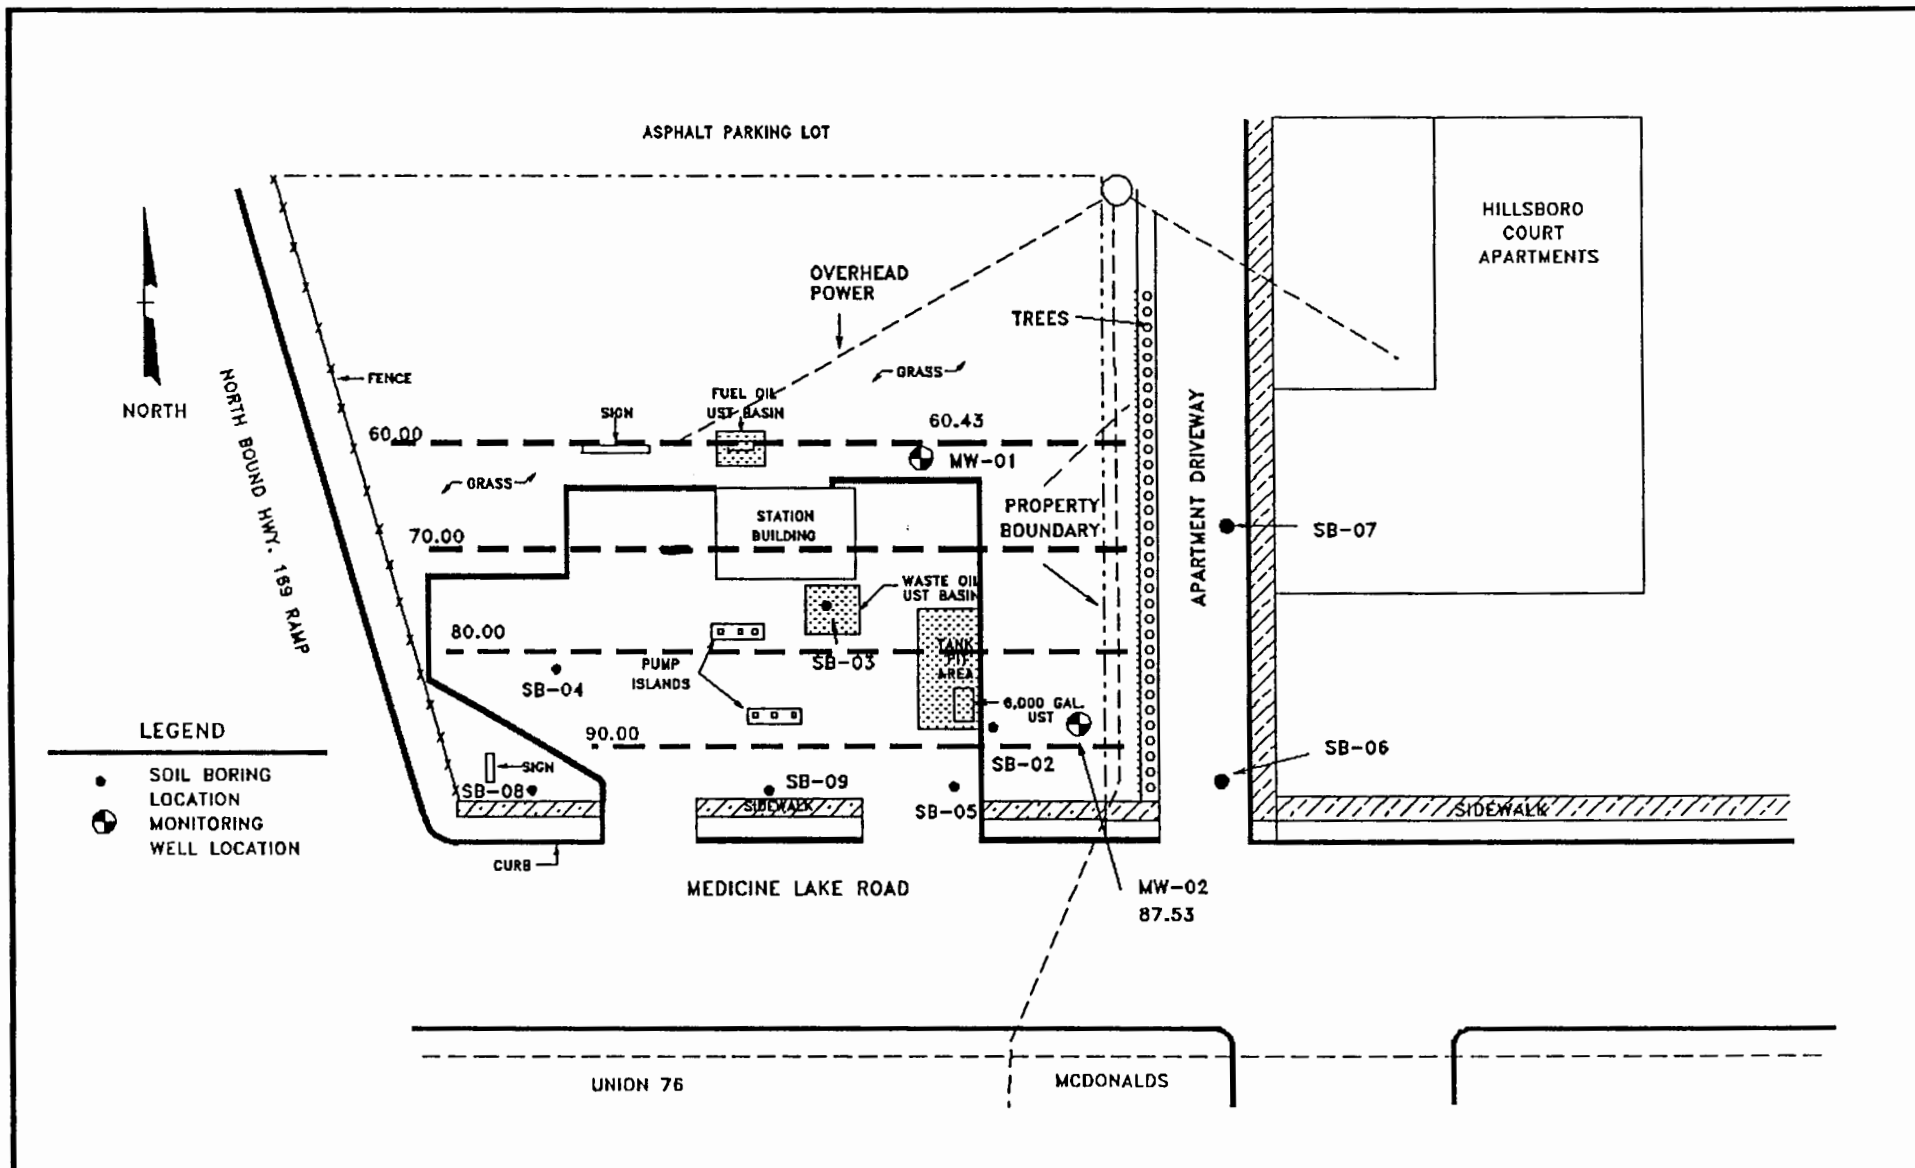 ASPHALT PARKING LOT
HILLSBORO
COURT
APARTMENTS
OVERHEAD
POWER
TREES
GRASS
FENCE
NORTH
FUEL OIL
UST BASIN
SIGN
60.00
60.43
MW-01
GRASS
NORTH BOUND HWY. 169 RAMP
PROPERTY
BOUNDARY
APARTMENT DRIVEWAY
STATION
BUILDING
SB-07
70.00
WASTE OIL
UST BASIN
80.00
TANK
PIT
AREA
SB-03
PUMP
ISLANDS
SB-04
6,000 GAL.
UST
LEGEND
90.00
SB-02
SB-06
SIGN
SOIL BORING
LOCATION
MONITORING
WELL LOCATION
SB-08
SB-09
SIDEWALK
SB-05
SIDEWALK
CURB
MEDICINE LAKE ROAD
MW-02
87.53
UNION 76
MCDONALDS